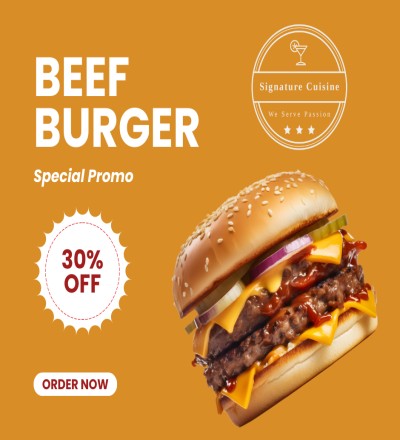 BEEF
BURGER
Special Promo
Signature Cuisine
We Serve Passion
30%
OFF
ORDER NOW